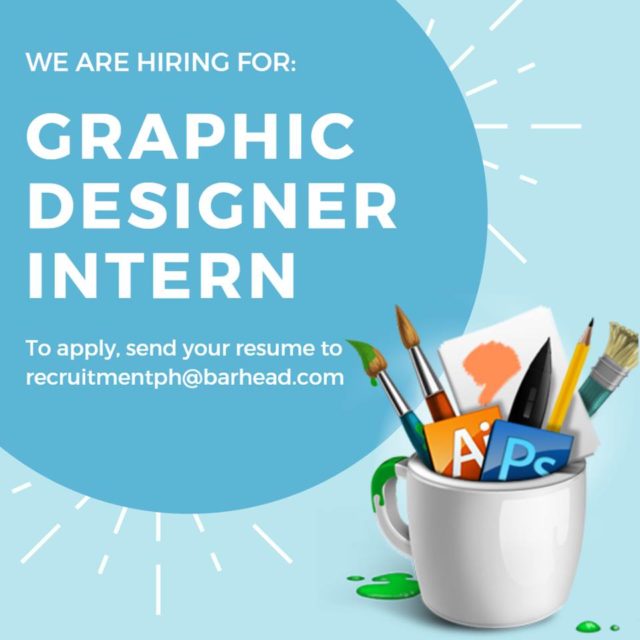 WE ARE HIRING FOR:
GRAPHIC
DESIGNER
INTERN
To apply, send your resume to
recruitmentph@barhead.com
Ai
Ps